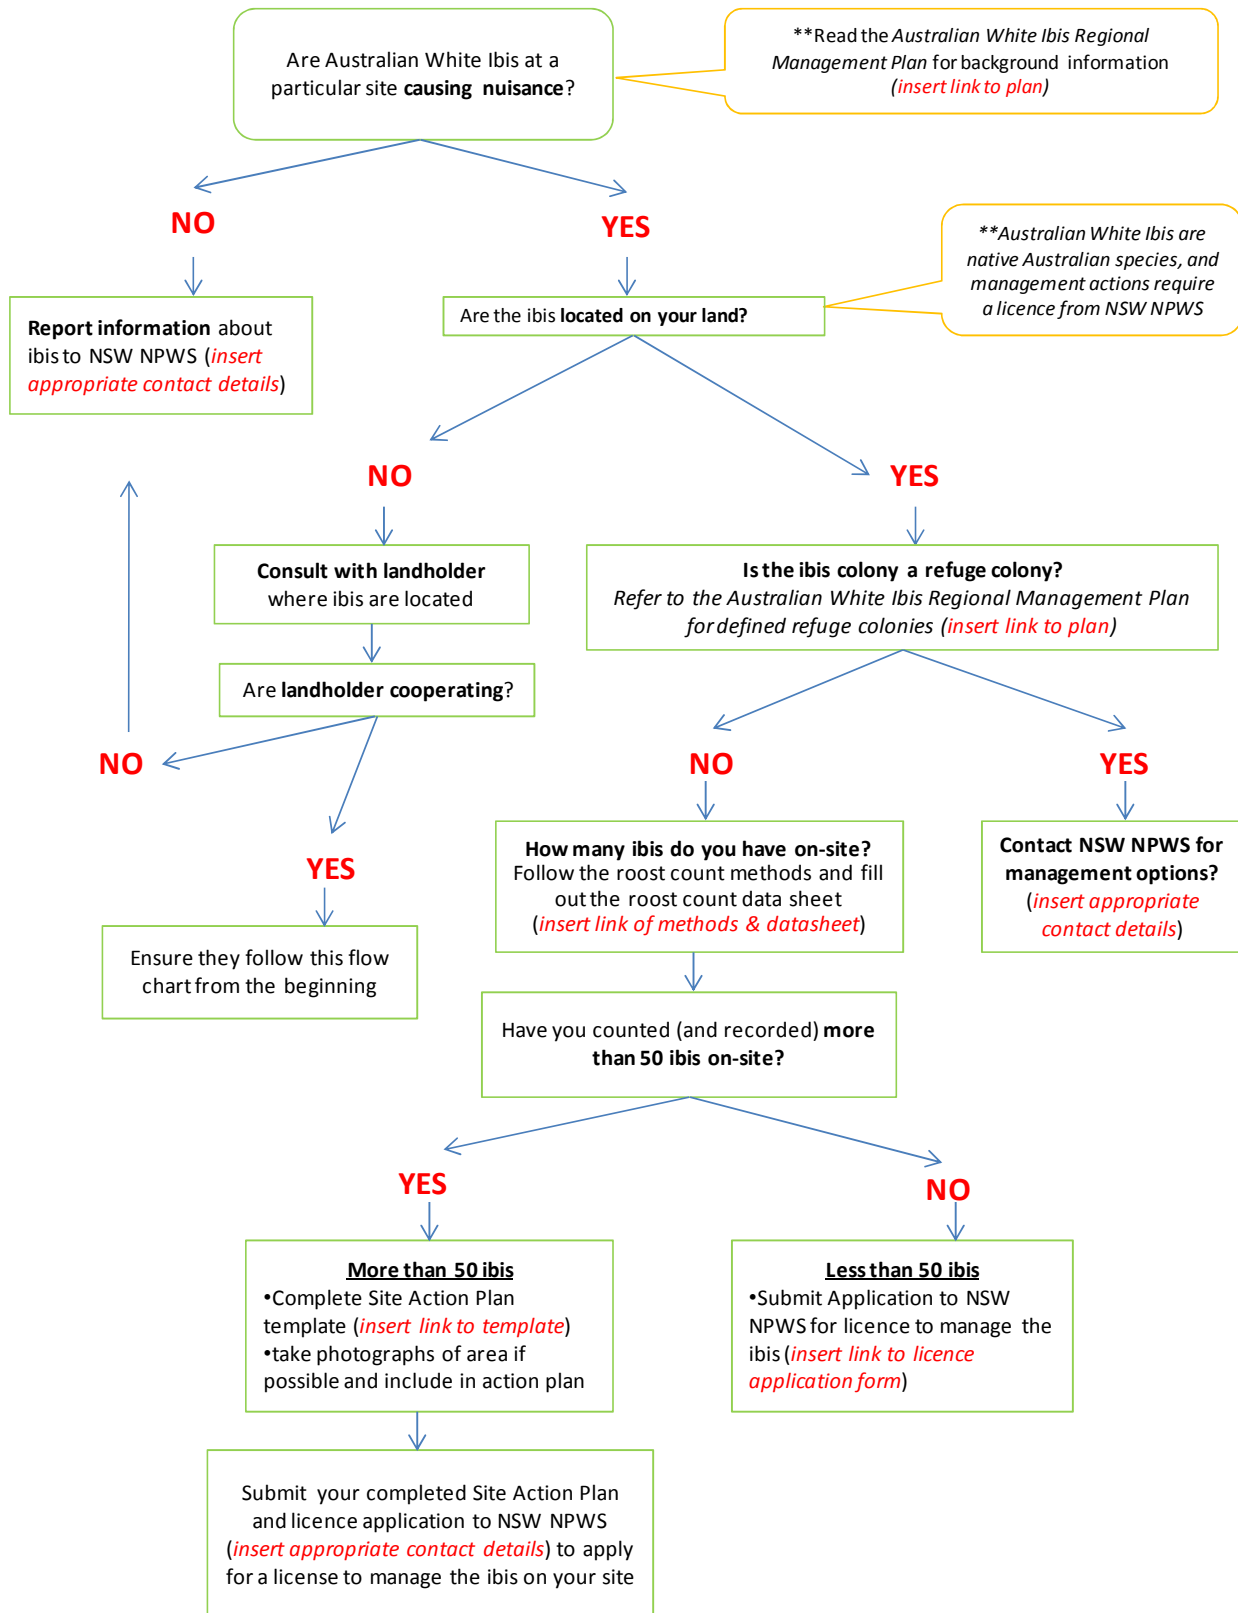 Are Australian White Ibis at a
particular site causing nuisance?
**Read the Australian White Ibis Regional
Management Plan for background information
(insert link to plan)
NO
YES
**Australian White Ibis are
native Australian species, and
management actions require
a licence from NSW NPWS
Report information about
ibis to NSW NPWS (insert
appropriate contact details)
Are the ibis located on your land?
NO
YES
Consult with landholder
where ibis are located
Is the ibis colony a refuge colony?
Refer to the Australian White Ibis Regional Management Plan
for defined refuge colonies (insert link to plan)
Are landholder cooperating?
NO
NO
YES
YES
How many ibis do you have on-site?
Follow the roost count methods and fill
out the roost count data sheet
(insert link of methods & datasheet)
Contact NSW NPWS for
management options?
(insert appropriate
contact details)
Ensure they follow this flow
chart from the beginning
Have you counted (and recorded) more
than 50 ibis on-site?
YES
NO
More than 50 ibis
•Complete Site Action Plan
template (insert link to template)
•take photographs of area if
possible and include in action plan
Less than 50 ibis
•Submit Application to NSW
NPWS for licence to manage the
ibis (insert link to licence
application form)
Submit your completed Site Action Plan
and licence application to NSW NPWS
(insert appropriate contact details) to apply
for a license to manage the ibis on your site